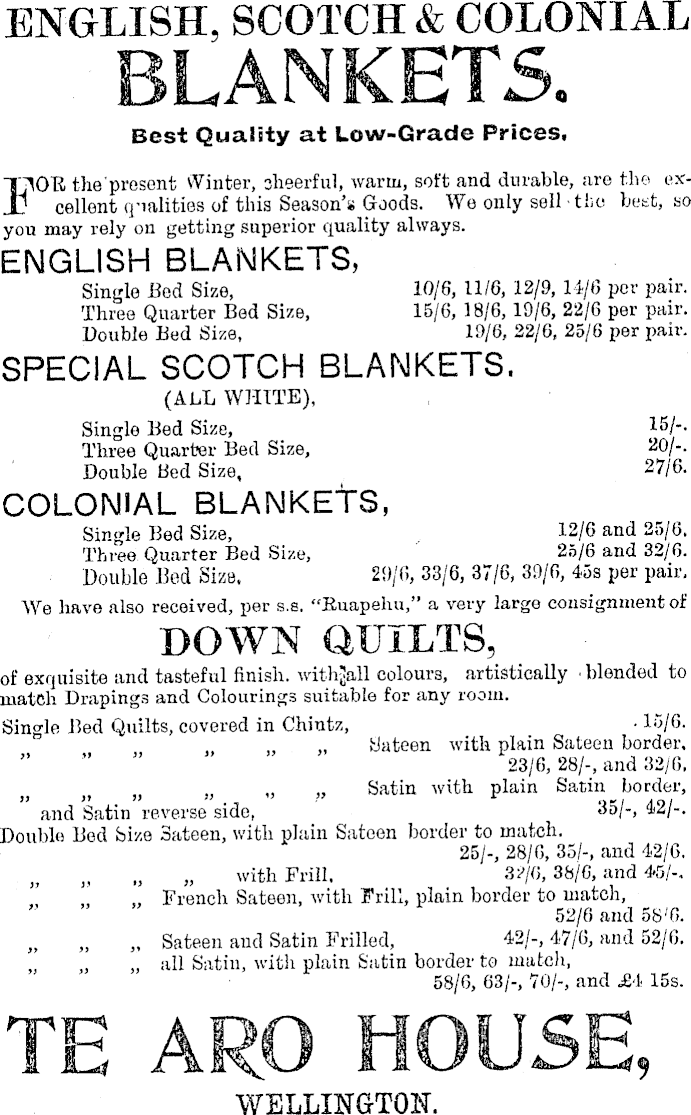 ENGLISH, SCOTCH & COLONIAL
BLANKETS.
Best Quality at Low-Grade Prices.
FOR the present Winter, cheerful, warm, soft and durable, are the ex-
cellent qualities of this Season's Goods. We only sell the best, so
you may rely on getting superior quality always.
ENGLISH BLANKETS,
Single Bed Size, 10/6, 11/6, 12/9, 14/6 per pair.
Three Quarter Bed Size, 15/6, 18/6, 19/6, 22/6 per pair.
Double Bed Size, 19/6, 22/6, 25/6 per pair.
SPECIAL SCOTCH BLANKETS.
(ALL WHITE),
Single Bed Size, 15/-.
Three Quarter Bed Size, 20/-.
Double Bed Size, 27/6.
COLONIAL BLANKETS,
Single Bed Size, 12/6 and 25/6.
Three Quarter Bed Size, 25/6 and 32/6.
Double Bed Size. 29/6, 33/6, 37/6, 39/6, 45s per pair.
We have also received, per s.s. "Ruapehu," a very large consignment of
DOWN QUILTS,
of exquisite and tasteful finish. with all colours, artistically blended to
match Drapings and Colourings suitable for any room.
Single Bed Quilts, covered in Chintz, 15/6.
„ „ „ „ „ „ Sateen with plain Sateen border.
23/6, 28/-, and 32/6.
„ „ „ „ „ „ Satin with plain Satin border,
and Satin reverse side, 35/-, 42/-.
Double Bed Size Sateen, with plain Sateen border to match.
25/-, 28/6, 35/-, and 42/6.
„ „ „ „ with Frill. 32/6, 38/6, and 45/-.
„ „ „ French Sateen, with Frill, plain border to match,
52/6 and 58/6.
„ „ „ Sateen and Satin Frilled, 42/-, 47/6, and 52/6.
„ „ „ all Satin, with plain Satin border to match,
58/6, 63/-, 70/-, and £4 15s.
TE ARO HOUSE,
WELLINGTON.